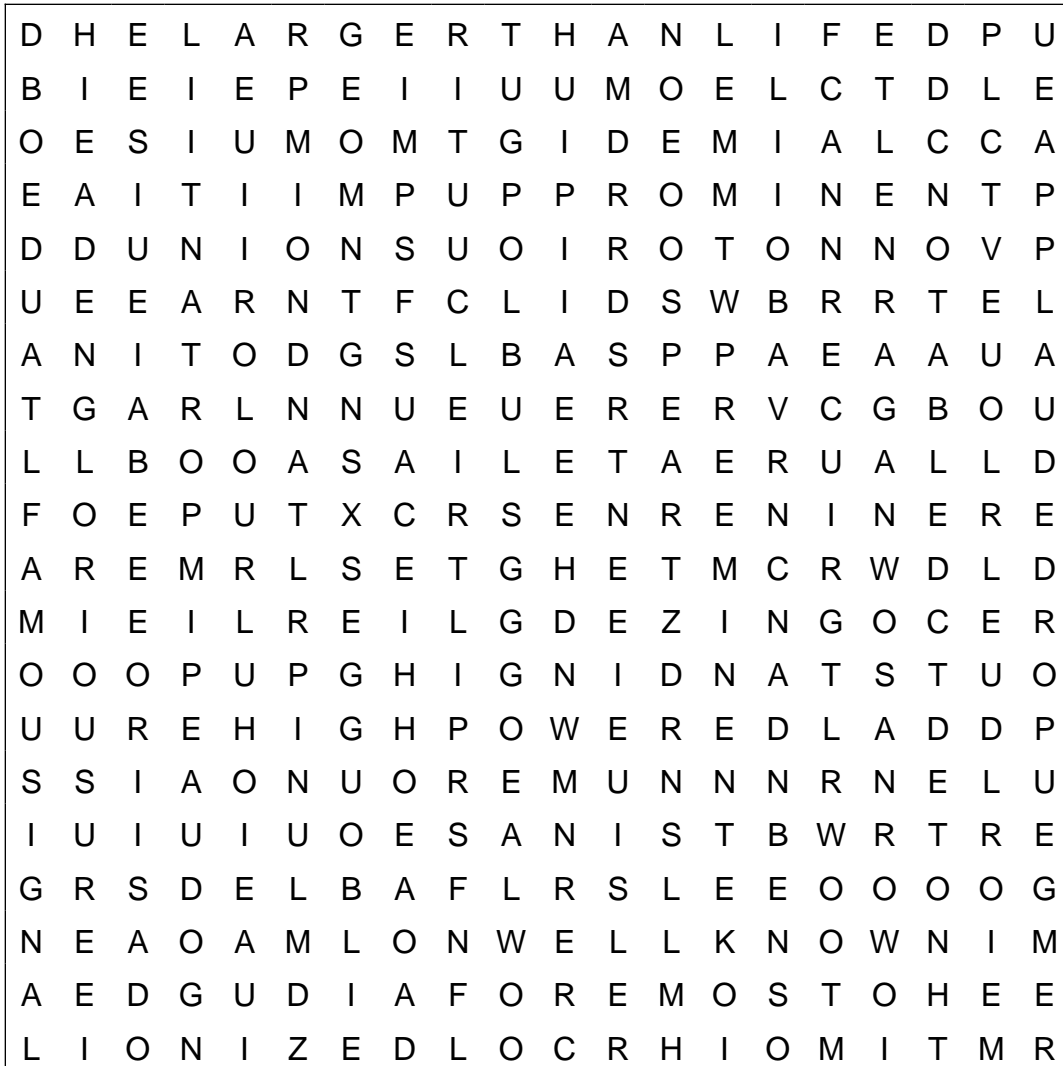 D H E L A R G E R T H A N L I F E D P U
B I E I E P E I I U U M O E L C T D L E
O E S I U M O M T G I D E M I A L C C A
E A I T I I M P U P P R O M I N E N T P
D D U N I O N S U O I R O T O N N O V P
U E E A R N T F C L I D S W B R R T E L
A N I T O D G S L B A S P P A E A A U A
T G A R L N N U E U E R E R V C G B O U
L L B O O A S A I L E T A E R U A L L D
F O E P U T X C R S E N R E N I N E R E
A R E M R L S E T G H E T M C R W D L D
M I E I L R E I L G D E Z I N G O C E R
O O O P U P G H I G N I D N A T S T U O
U U R E H I G H P O W E R E D L A D D P
S S I A O N U O R E M U N N N R N E L U
I U I U I U O E S A N I S T B W R T R E
G R S D E L B A F L R S L E E O O O O G
N E A O A M L O N W E L L K N O W N I M
A E D G U D I A F O R E M O S T O H E E
L I O N I Z E D L O C R H I O M I T M R